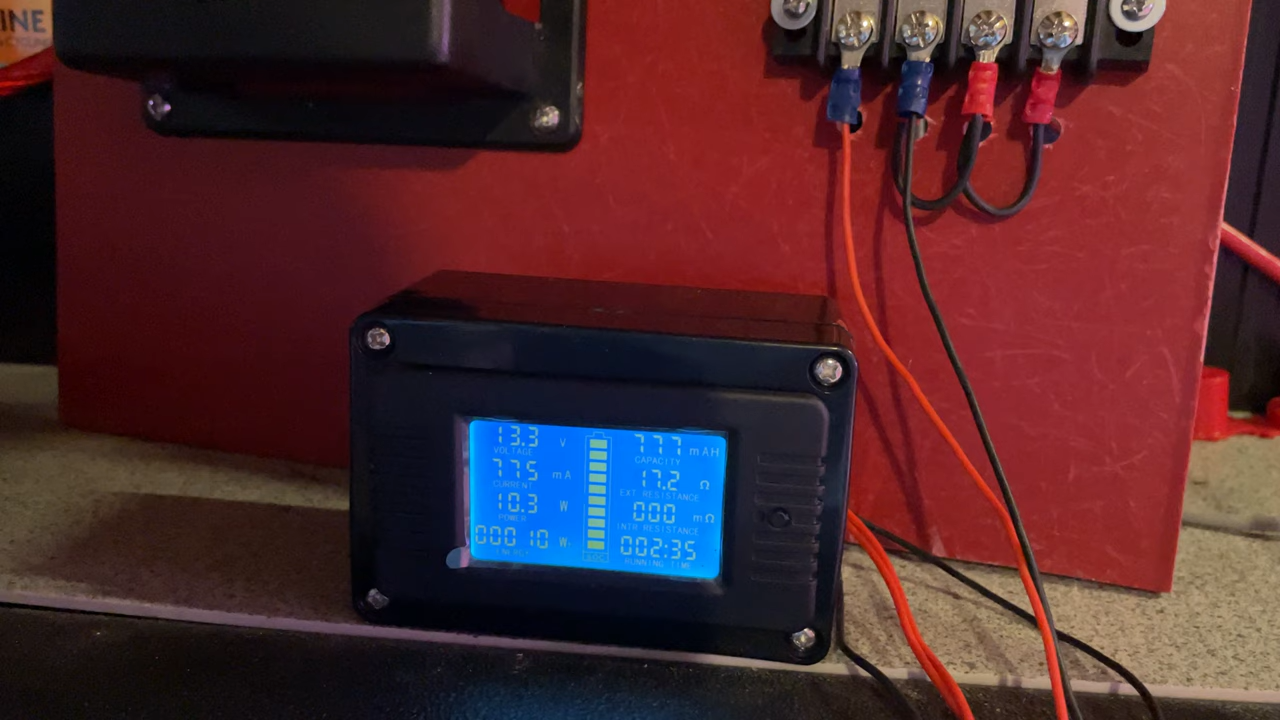 INE
13.3 V
VOLTAGE
775 mA
CURRENT
10.3 W
POWER
00010 W
ENERGY
777 mAH
CAPACITY
17.2 Ω
EXT RESISTANCE
000 mΩ
INTR RESISTANCE
002:35
RUNNING TIME